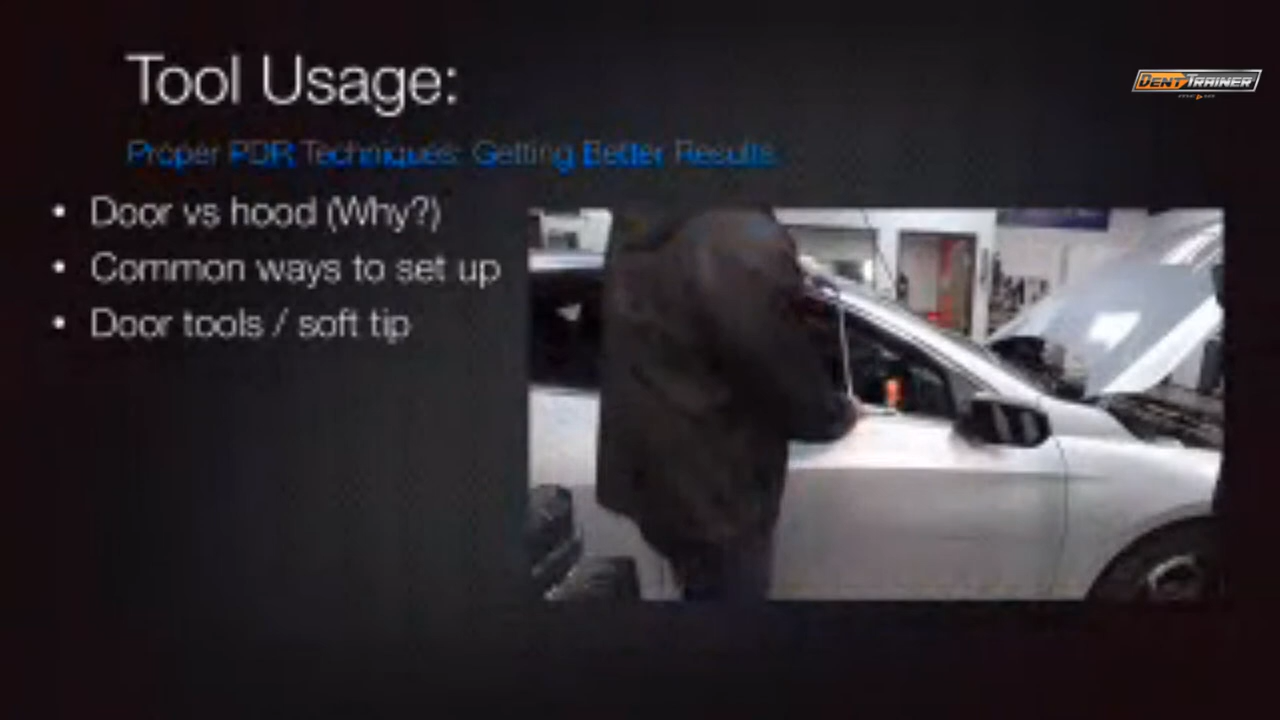 Tool Usage:
DENT TRAINER
Proper PDR Techniques: Getting Better Results
• Door vs hood (Why?)
• Common ways to set up
• Door tools / soft tip